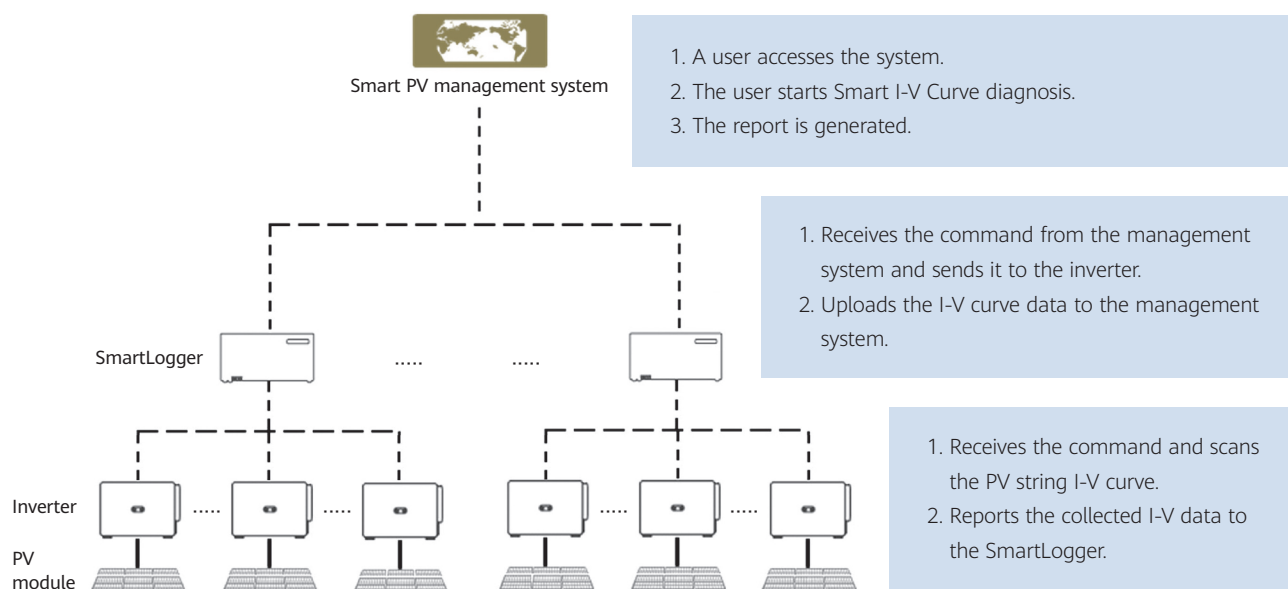 Smart PV management system
1. A user accesses the system.
2. The user starts Smart I-V Curve diagnosis.
3. The report is generated.
1. Receives the command from the management
system and sends it to the inverter.
2. Uploads the I-V curve data to the management
system.
SmartLogger
.....
.....
1. Receives the command and scans
the PV string I-V curve.
2. Reports the collected I-V data to
the SmartLogger.
Inverter
.....
.....
.....
.....
PV
module